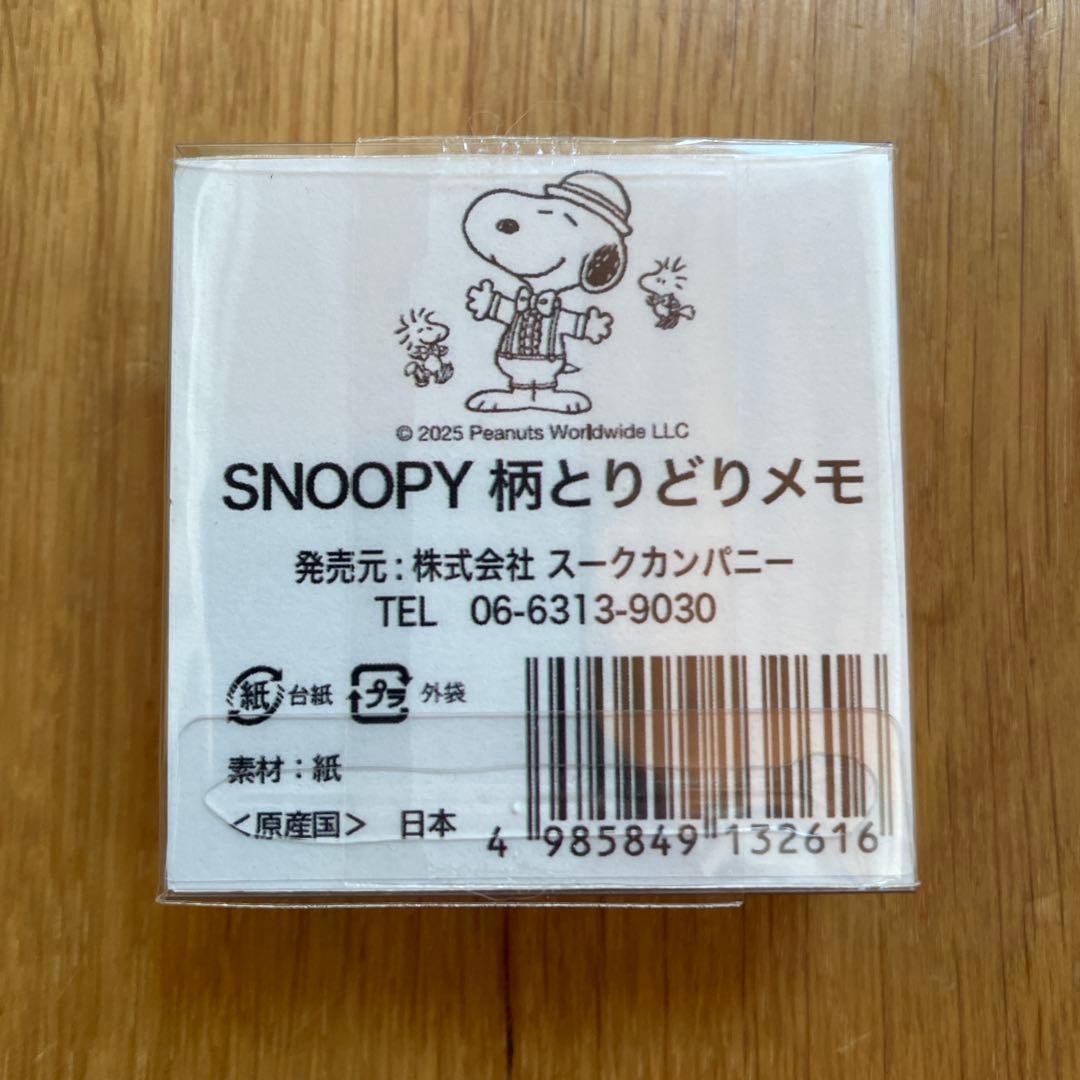 © 2025 Peanuts Worldwide LLC
SNOOPY 柄とりどりメモ
発売元：株式会社 スークカンパニー
TEL 06-6313-9030
紙 台紙 プラ 外袋
素材：紙
＜原産国＞ 日本
4 985849 132616